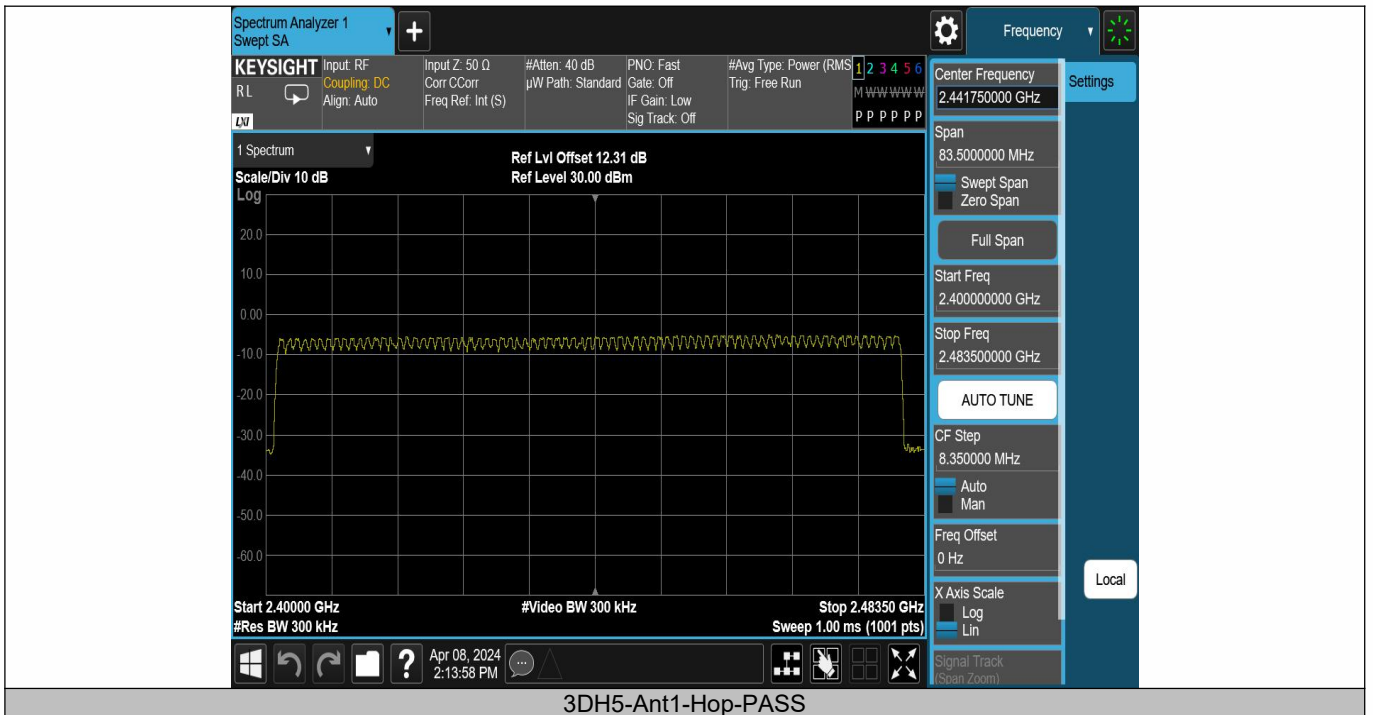 Spectrum Analyzer 1
Swept SA
Frequency
KEYSIGHT
RL
LXI
Input: RF
Coupling: DC
Align: Auto
Input Z: 50 Ω
Corr CCorr
Freq Ref: Int (S)
#Atten: 40 dB
µW Path: Standard
PNO: Fast
Gate: Off
IF Gain: Low
Sig Track: Off
#Avg Type: Power (RMS
Trig: Free Run
1 2 3 4 5 6
M W W W W W
P P P P P P
Center Frequency
2.441750000 GHz
Settings
Span
83.5000000 MHz
Swept Span
Zero Span
Full Span
Start Freq
2.400000000 GHz
Stop Freq
2.483500000 GHz
AUTO TUNE
CF Step
8.350000 MHz
Auto
Man
Freq Offset
0 Hz
X Axis Scale
Log
Lin
Signal Track
(Span Zoom)
Local
1 Spectrum
Scale/Div 10 dB
Ref Lvl Offset 12.31 dB
Ref Level 30.00 dBm
Log
20.0
10.0
0.00
-10.0
-20.0
-30.0
-40.0
-50.0
-60.0
Start 2.40000 GHz
#Video BW 300 kHz
Stop 2.48350 GHz
#Res BW 300 kHz
Sweep 1.00 ms (1001 pts)
Apr 08, 2024
2:13:58 PM
3DH5-Ant1-Hop-PASS